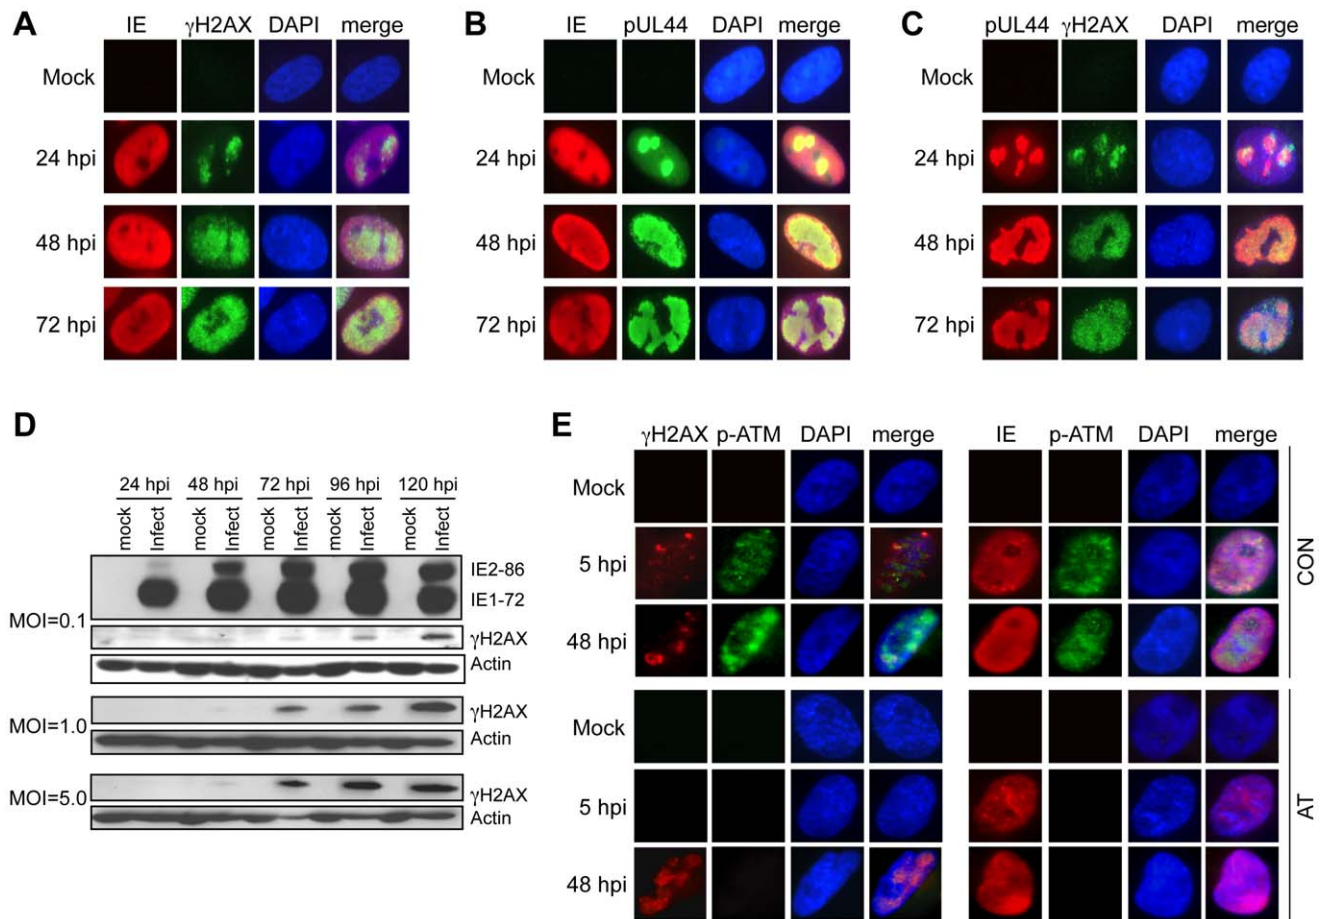 A
IE γH2AX DAPI merge
Mock
24 hpi
48 hpi
72 hpi
B
IE pUL44 DAPI merge
Mock
24 hpi
48 hpi
72 hpi
C
pUL44 γH2AX DAPI merge
Mock
24 hpi
48 hpi
72 hpi
D
24 hpi 48 hpi 72 hpi 96 hpi 120 hpi
mock Infect mock Infect mock Infect mock Infect mock Infect
IE2-86
IE1-72
MOI=0.1
γH2AX
Actin
MOI=1.0
γH2AX
Actin
MOI=5.0
γH2AX
Actin
E
γH2AX p-ATM DAPI merge IE p-ATM DAPI merge
Mock
5 hpi
48 hpi
CON
Mock
5 hpi
48 hpi
AT